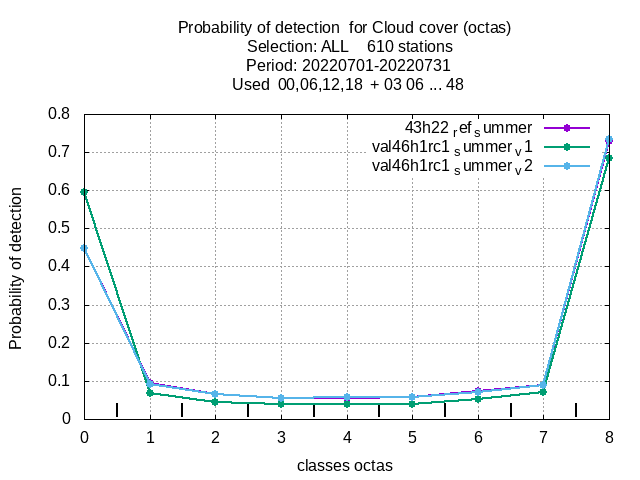 Probability of detection  for Cloud cover (octas)
Selection: ALL    610 stations
Period: 20220701-20220731
Used  00,06,12,18  + 03 06 ... 48
43h22 ref summer
val46h1rc1 summer v1
val46h1rc1 summer v2
Probability of detection
0.8
0.7
0.6
0.5
0.4
0.3
0.2
0.1
0
0 1 2 3 4 5 6 7 8
classes octas